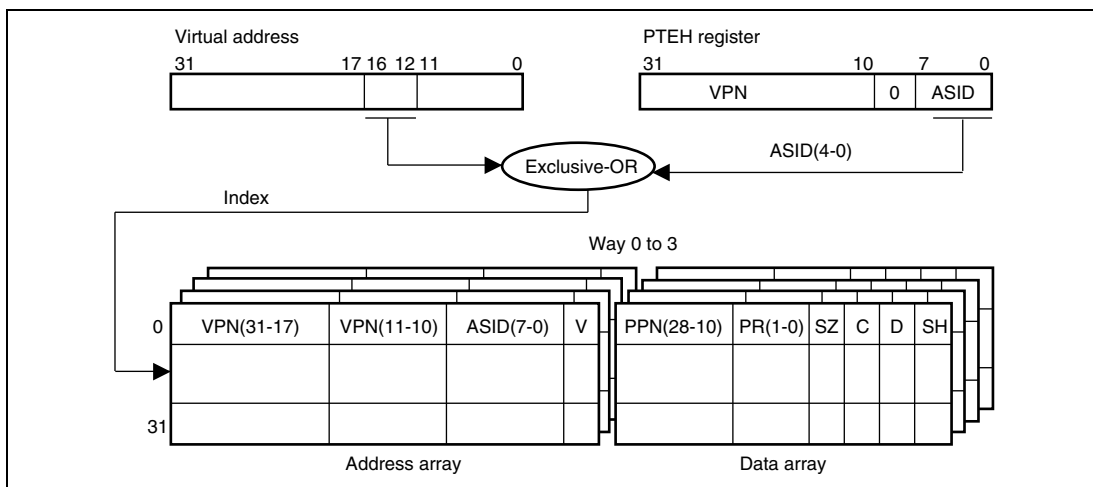 Virtual address
31 17 16 12 11 0
PTEH register
31 10 7 0
VPN 0 ASID
ASID(4-0)
Exclusive-OR
Index
Way 0 to 3
0 VPN(31-17) VPN(11-10) ASID(7-0) V PPN(28-10) PR(1-0) SZ C D SH
31
Address array
Data array